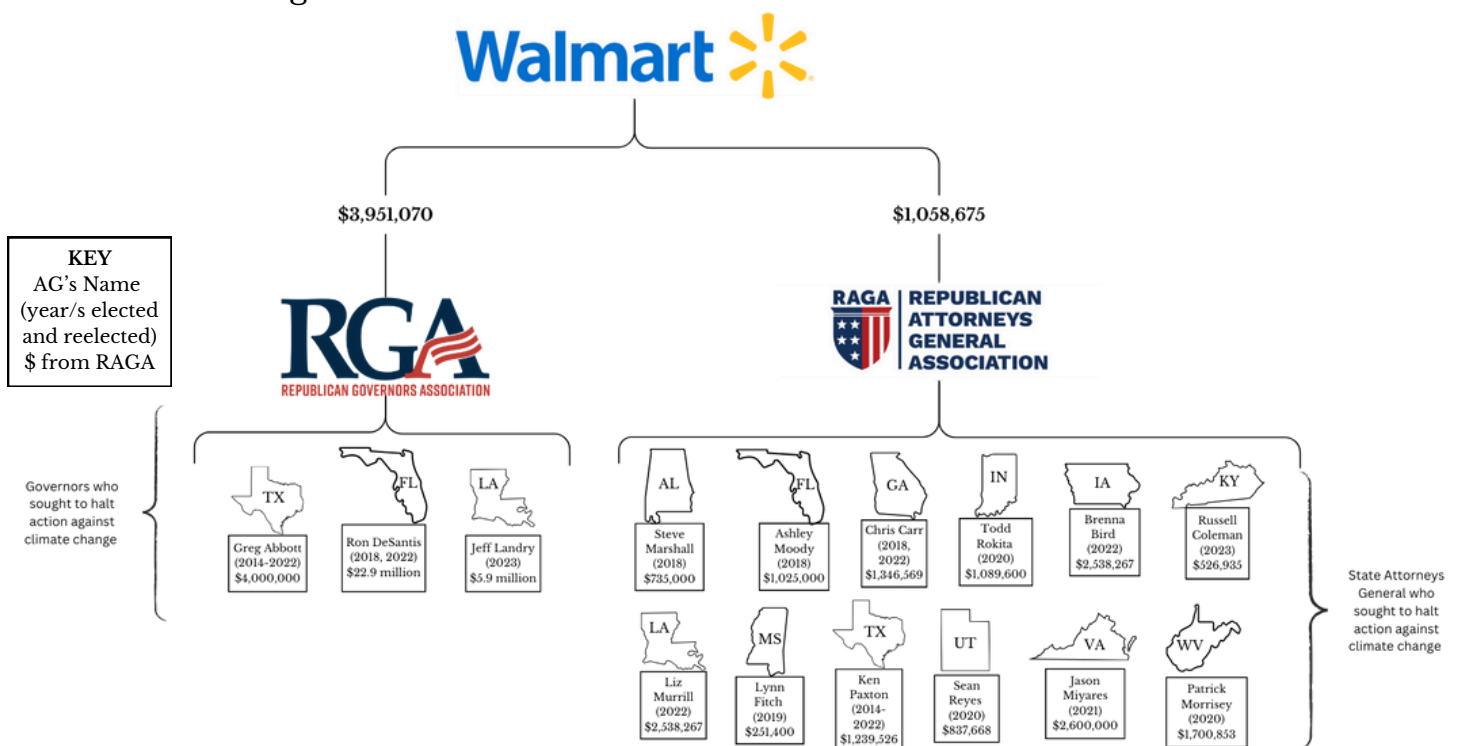 Walmart
$3,951,070
$1,058,675
KEY
AG's Name
(year/s elected
and reelected)
$ from RAGA
RGA
REPUBLICAN GOVERNORS ASSOCIATION
RAGA
REPUBLICAN
ATTORNEYS
GENERAL
ASSOCIATION
Governors who
sought to halt
action against
climate change
TX
Greg Abbott
(2014-2022)
$4,000,000
FL
Ron DeSantis
(2018, 2022)
$22.9 million
LA
Jeff Landry
(2023)
$5.9 million
AL
Steve
Marshall
(2018)
$735,000
FL
Ashley
Moody
(2018)
$1,025,000
GA
Chris Carr
(2018,
2022)
$1,346,569
IN
Todd
Rokita
(2020)
$1,089,600
IA
Brenna
Bird
(2022)
$2,538,267
KY
Russell
Coleman
(2023)
$526,935
LA
Liz
Murrill
(2022)
$2,538,267
MS
Lynn
Fitch
(2019)
$251,400
TX
Ken
Paxton
(2014-
2022)
$1,239,526
UT
Sean
Reyes
(2020)
$837,668
VA
Jason
Miyares
(2021)
$2,600,000
WV
Patrick
Morrisey
(2020)
$1,700,853
State Attorneys
General who
sought to halt
action against
climate change